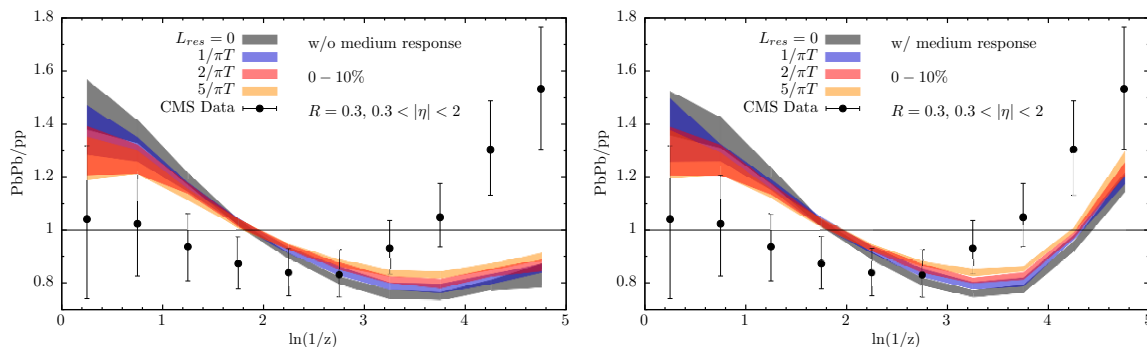 1.8
1.6
1.4
1.2
1
0.8
PbPb/pp
L_{res} = 0
1/πT
2/πT
5/πT
CMS Data
w/o medium response
0 − 10%
R = 0.3, 0.3 < |η| < 2
0 1 2 3 4 5
ln(1/z)
1.8
1.6
1.4
1.2
1
0.8
PbPb/pp
L_{res} = 0
1/πT
2/πT
5/πT
CMS Data
w/ medium response
0 − 10%
R = 0.3, 0.3 < |η| < 2
0 1 2 3 4 5
ln(1/z)